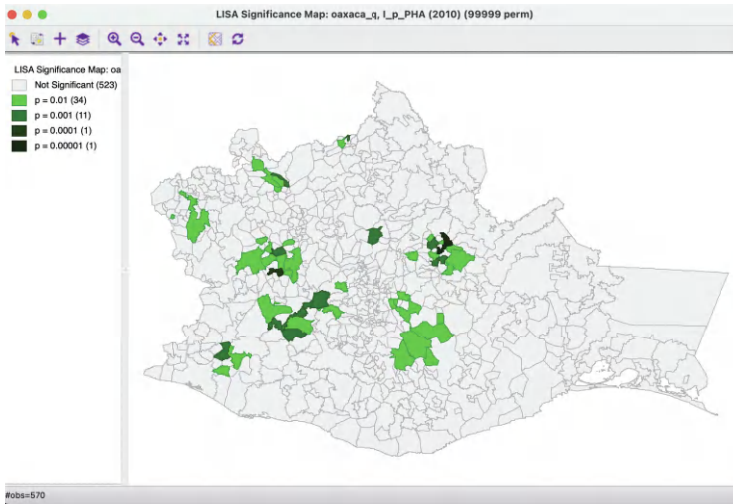 LISA Significance Map: oaxaca_q, I_p_PHA (2010) (99999 perm)
LISA Significance Map: oa
Not Significant (523)
p = 0.01 (34)
p = 0.001 (11)
p = 0.0001 (1)
p = 0.00001 (1)
#obs=570